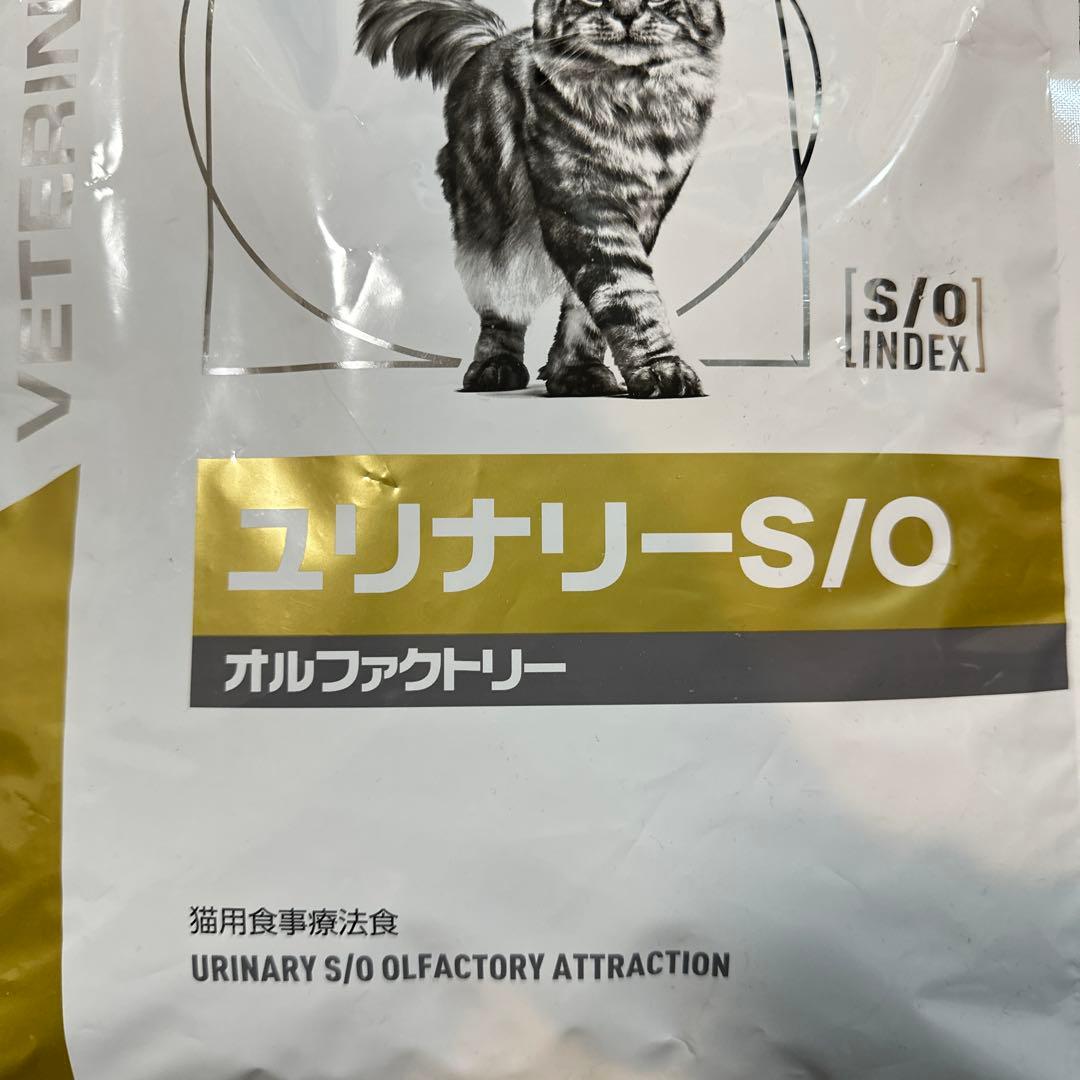 VETERIN
[S/O
INDEX]
ユリナリーS/O
オルファクトリー
猫用食事療法食
URINARY S/O OLFACTORY ATTRACTION